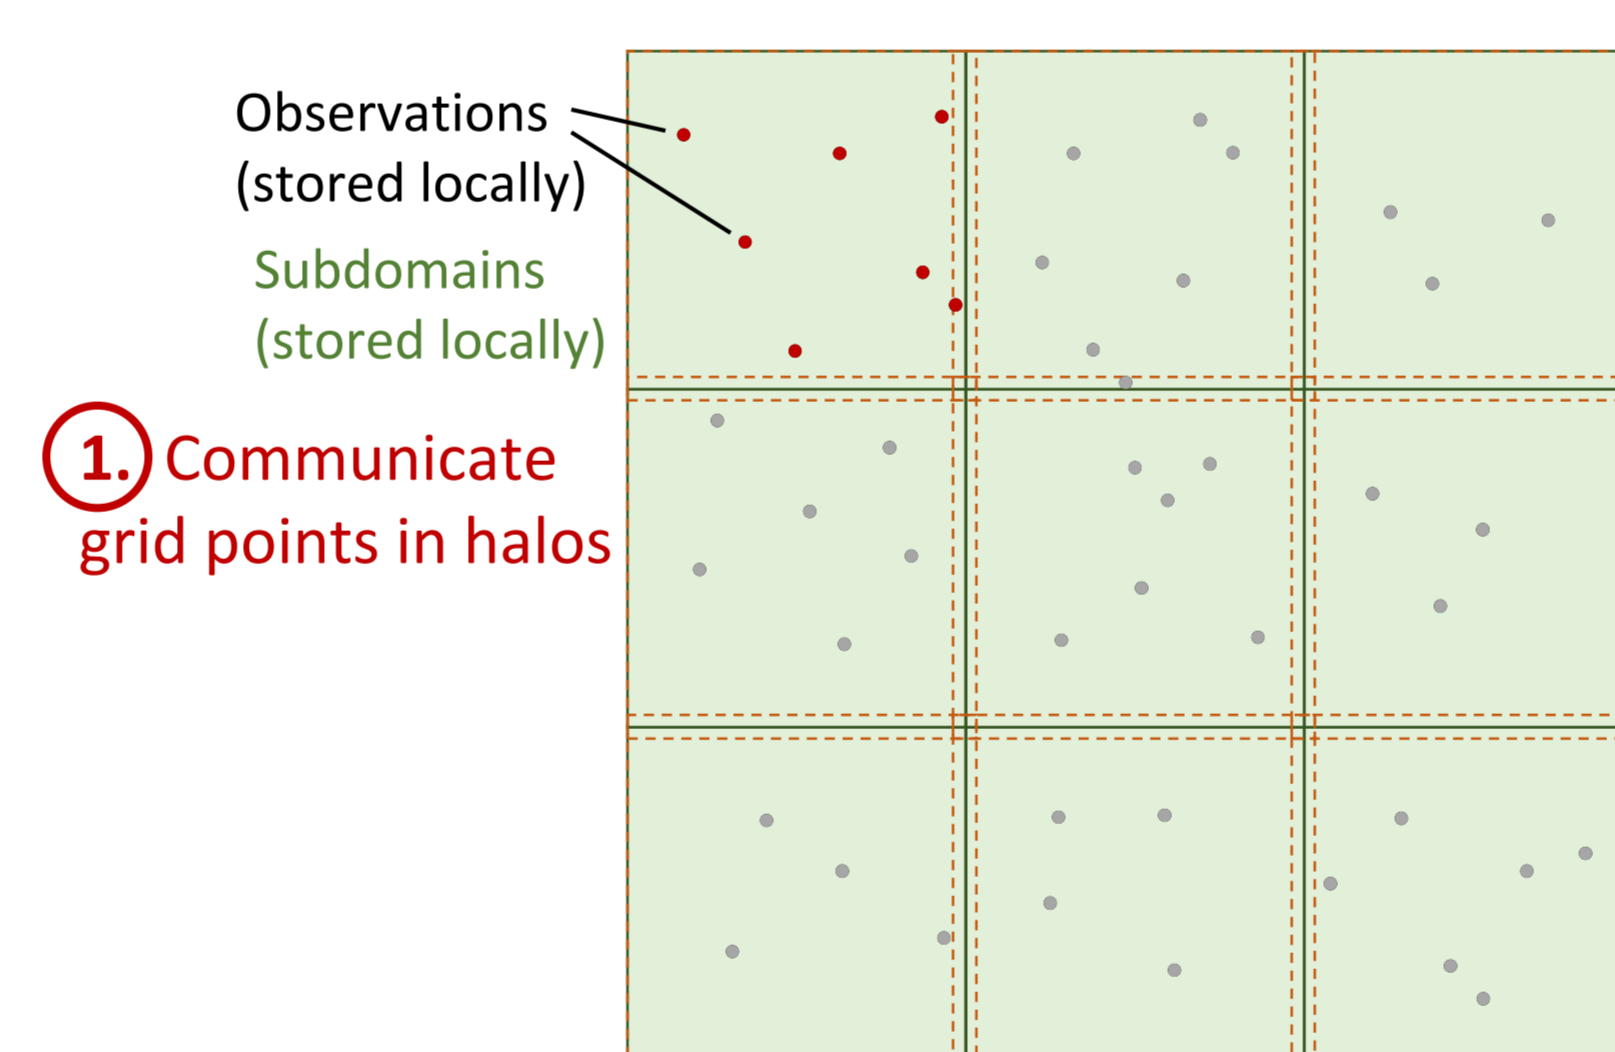 Observations
(stored locally)
Subdomains
(stored locally)
1. Communicate
grid points in halos